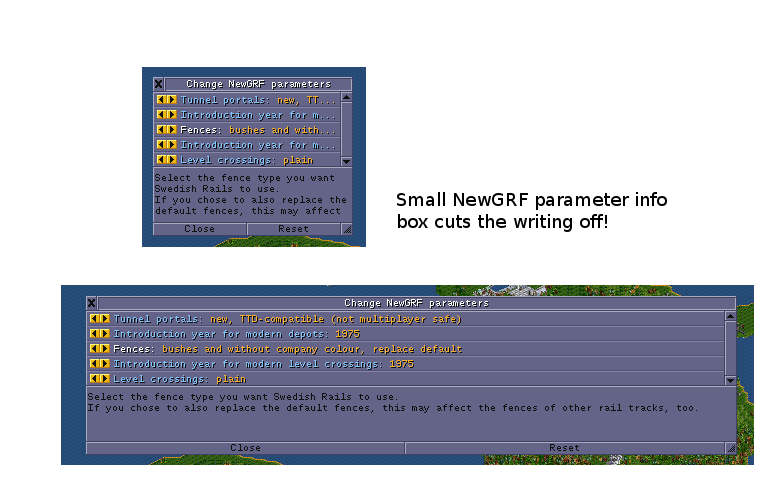 Change NewGRF parameters
Tunnel portals: new, TT...
Introduction year for m...
Fences: bushes and with...
Introduction year for m...
Level crossings: plain
Select the fence type you want
Swedish Rails to use.
If you chose to also replace the
default fences, this may affect
Close Reset
Small NewGRF parameter info
box cuts the writing off!
Change NewGRF parameters
Tunnel portals: new, TTD-compatible (not multiplayer safe)
Introduction year for modern depots: 1975
Fences: bushes and without company colour, replace default
Introduction year for modern level crossings: 1975
Level crossings: plain
Select the fence type you want Swedish Rails to use.
If you chose to also replace the default fences, this may affect the fences of other rail tracks, too.
Close Reset